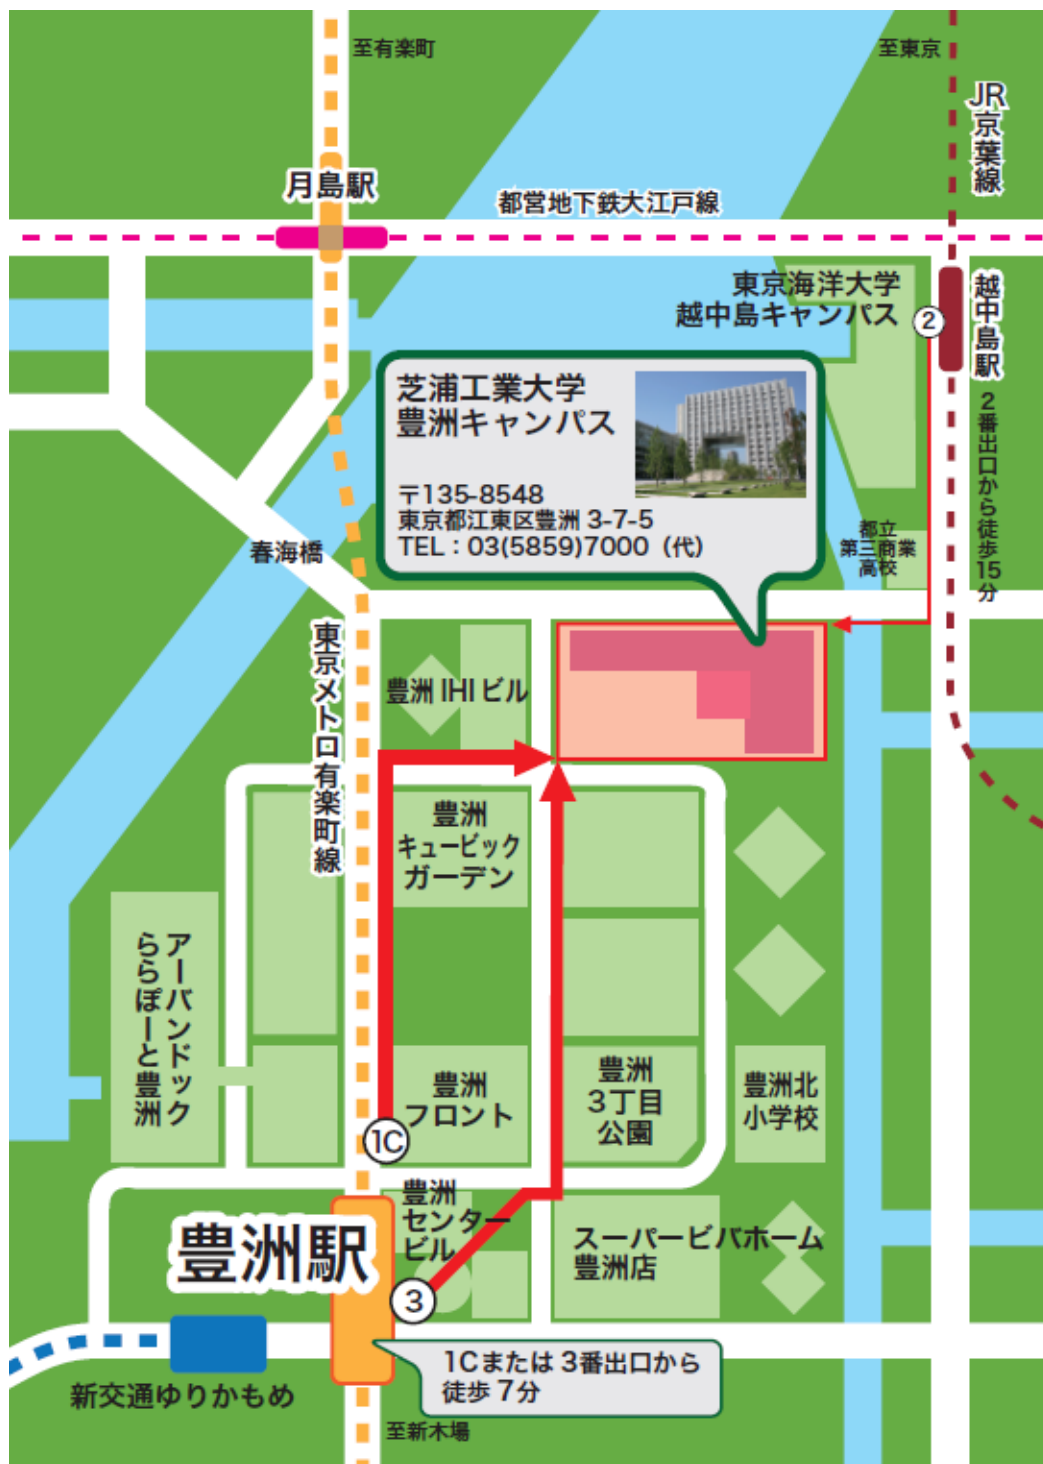 至有楽町
至東京
JR京葉線
月島駅
都営地下鉄大江戸線
東京海洋大学
越中島キャンパス
2
越中島駅
2番出口から徒歩15分
芝浦工業大学
豊洲キャンパス
〒135-8548
東京都江東区豊洲 3-7-5
TEL：03(5859)7000（代）
都立
第三商業
高校
春海橋
東京メトロ有楽町線
豊洲 IHI ビル
豊洲
キュービック
ガーデン
アーバンドック
ららぽーと豊洲
豊洲
フロント
1C
豊洲
3丁目
公園
豊洲北
小学校
豊洲
センター
ビル
豊洲駅
3
スーパービバホーム
豊洲店
1Cまたは 3番出口から
徒歩 7分
新交通ゆりかもめ
至新木場